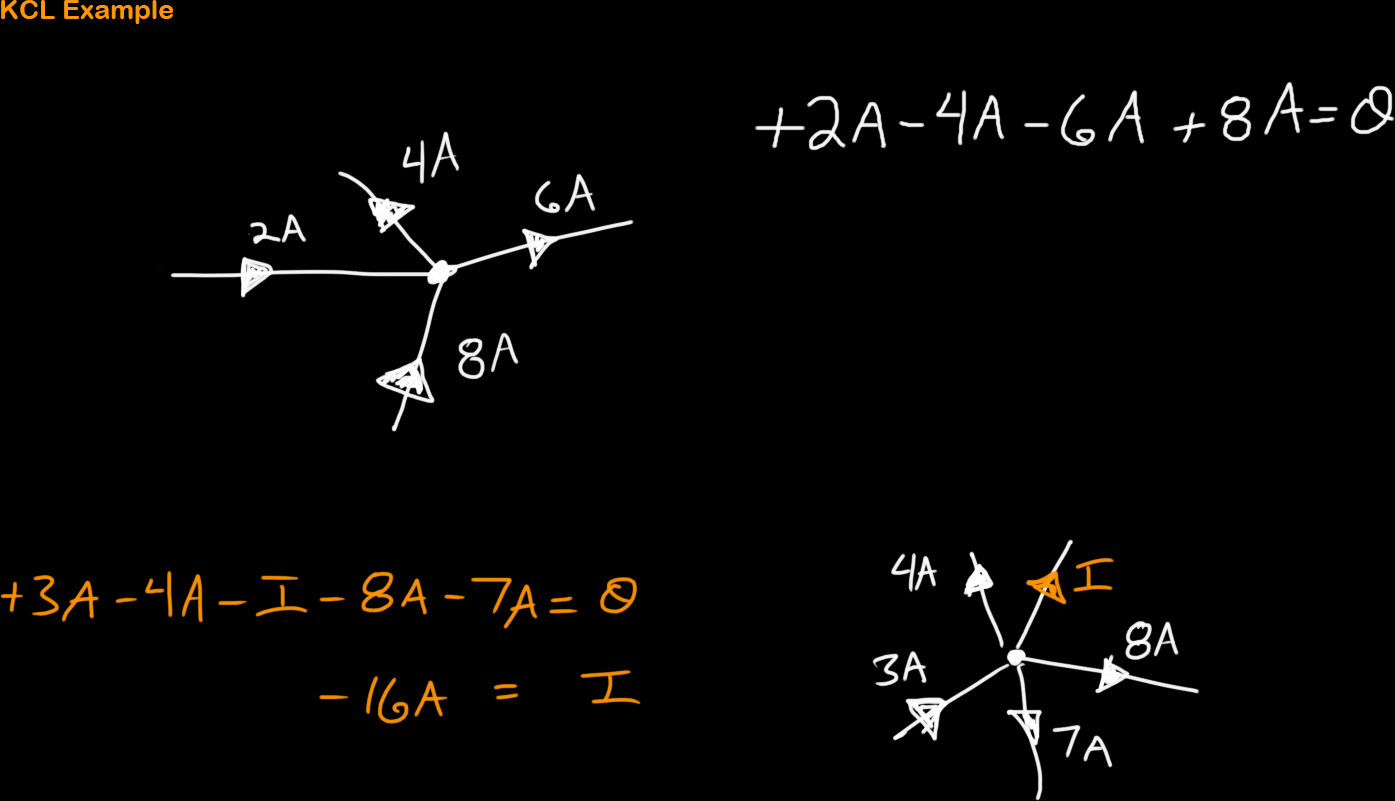 KCL Example
+2A-4A-6A+8A=0
4A
6A
2A
8A
+3A-4A-I-8A-7A=0
-16A = I
4A
I
8A
3A
7A